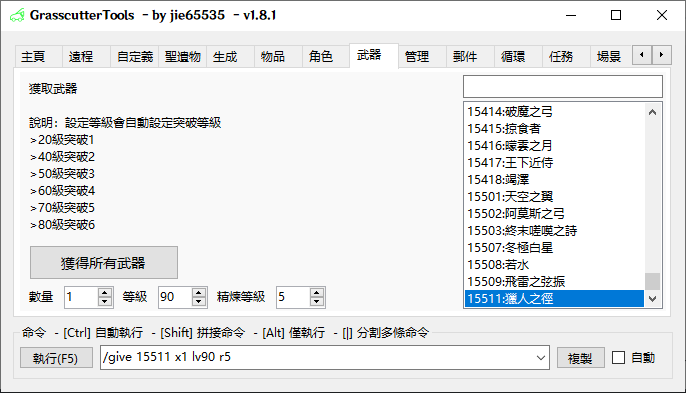 GrasscutterTools - by jie65535 - v1.8.1
主頁 遠程 自定義 聖遺物 生成 物品 角色 武器 管理 郵件 循環 任務 場景
獲取武器
說明：設定等級會自動設定突破等級
>20級突破1
>40級突破2
>50級突破3
>60級突破4
>70級突破5
>80級突破6
獲得所有武器
數量 1 等級 90 精煉等級 5
15414:破魔之弓
15415:掠食者
15416:曚雲之月
15417:王下近侍
15418:竭澤
15501:天空之翼
15502:阿莫斯之弓
15503:終末嗟嘆之詩
15507:冬極白星
15508:若水
15509:飛雷之弦振
15511:獵人之徑
命令 - [Ctrl] 自動執行 - [Shift] 拼接命令 - [Alt] 僅執行 - [|] 分割多條命令
執行(F5) /give 15511 x1 lv90 r5 複製 自動